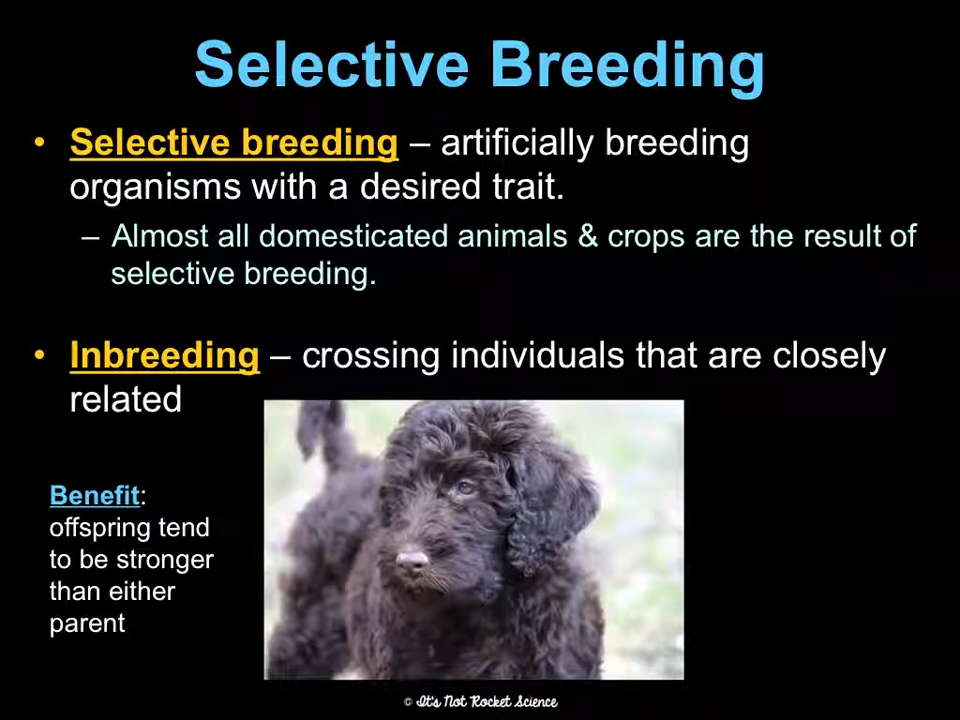 Selective Breeding
• Selective breeding – artificially breeding
organisms with a desired trait.
– Almost all domesticated animals & crops are the result of
selective breeding.
• Inbreeding – crossing individuals that are closely
related
Benefit:
offspring tend
to be stronger
than either
parent
© It's Not Rocket Science